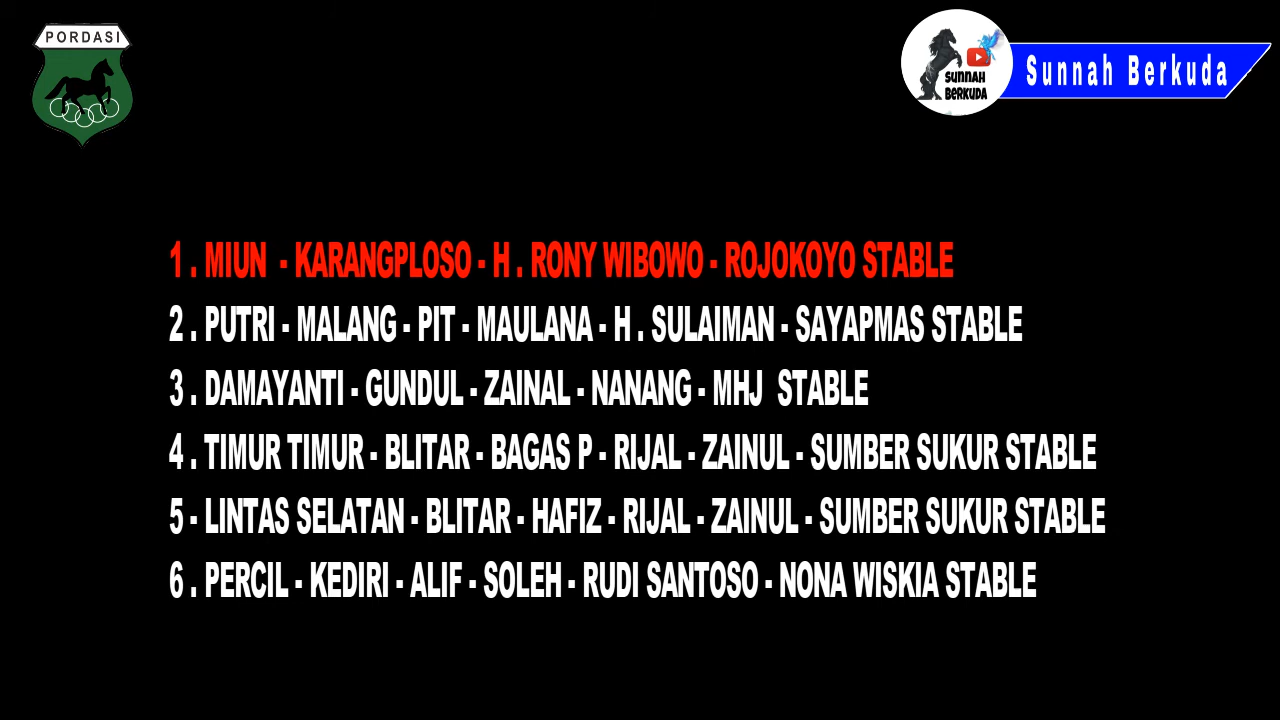 PORDASI
SUNNAH
BERKUDA
Sunnah Berkuda
1 . MIUN - KARANGPLOSO - H . RONY WIBOWO - ROJOKOYO STABLE
2 . PUTRI - MALANG - PIT - MAULANA - H . SULAIMAN - SAYAPMAS STABLE
3 . DAMAYANTI - GUNDUL - ZAINAL - NANANG - MHJ STABLE
4 . TIMUR TIMUR - BLITAR - BAGAS P - RIJAL - ZAINUL - SUMBER SUKUR STABLE
5 - LINTAS SELATAN - BLITAR - HAFIZ - RIJAL - ZAINUL - SUMBER SUKUR STABLE
6 . PERCIL - KEDIRI - ALIF - SOLEH - RUDI SANTOSO - NONA WISKIA STABLE